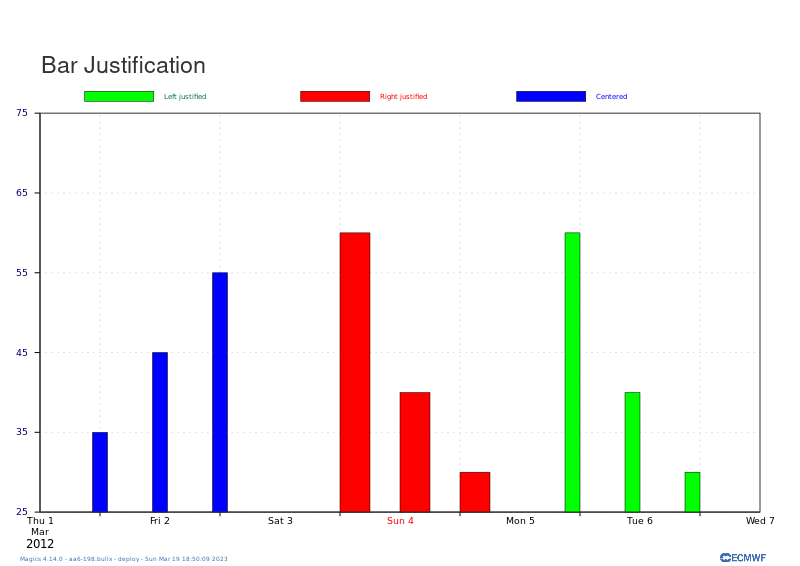 Bar Justification
Left justified Right justified Centered
75
65
55
45
35
25
Thu 1 Fri 2 Sat 3 Sun 4 Mon 5 Tue 6 Wed 7
Mar
2012
Magics 4.14.0 - aa6-198.bullx - deploy - Sun Mar 19 18:50:09 2023
ECMWF